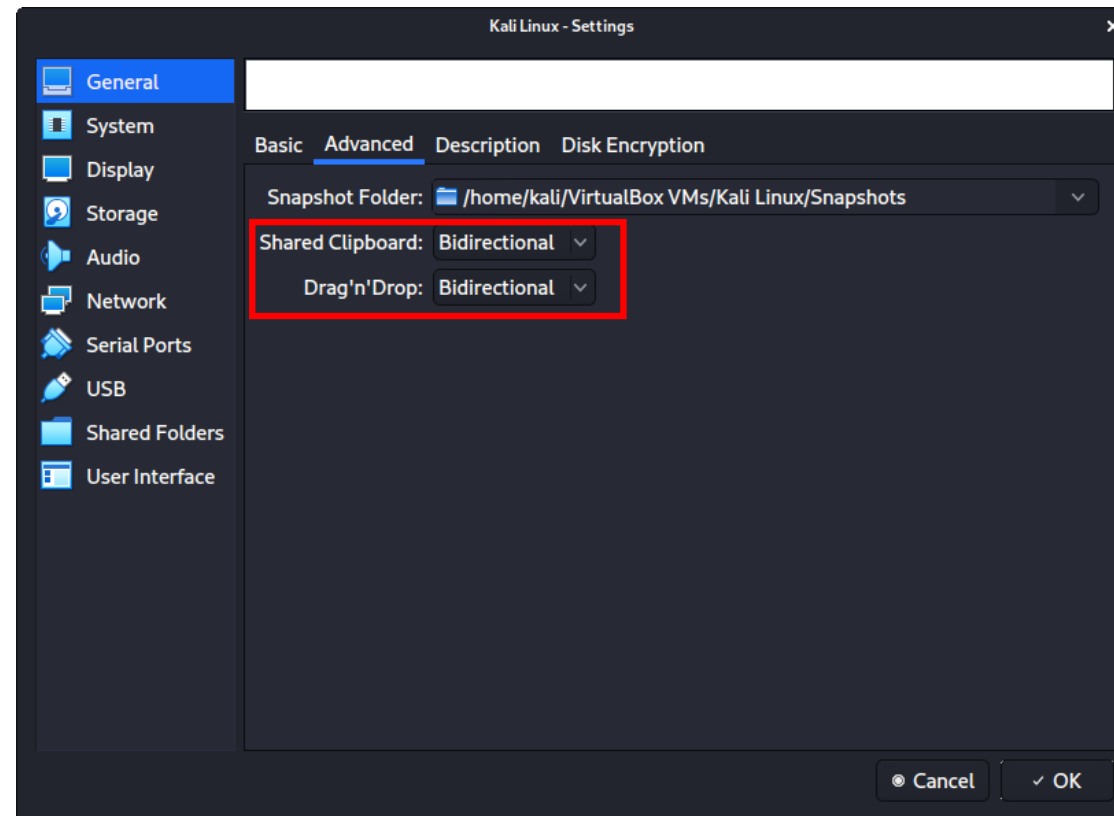 Kali Linux - Settings
General
System
Display
Storage
Audio
Network
Serial Ports
USB
Shared Folders
User Interface
Basic Advanced Description Disk Encryption
Snapshot Folder: /home/kali/VirtualBox VMs/Kali Linux/Snapshots
Shared Clipboard: Bidirectional
Drag'n'Drop: Bidirectional
Cancel OK